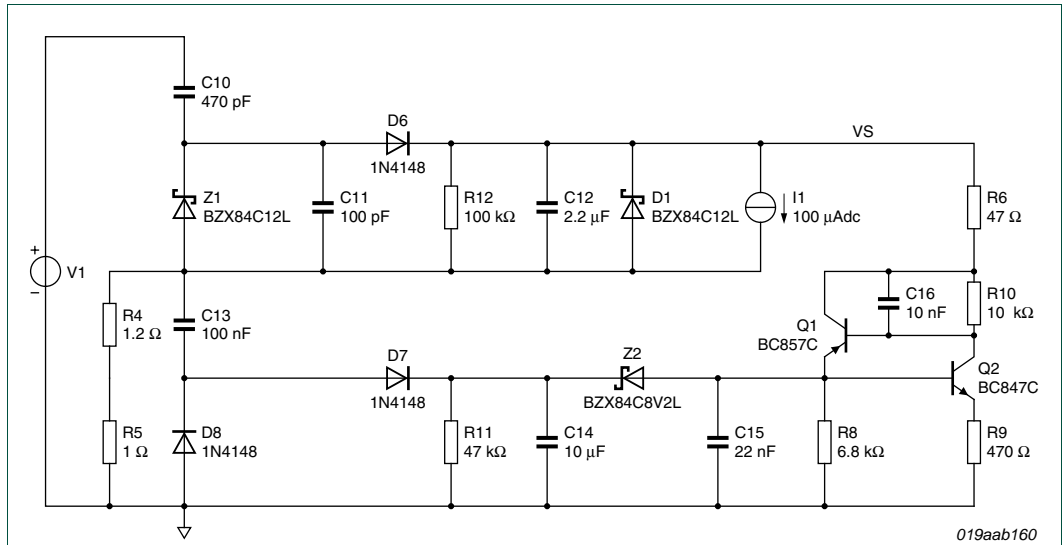 C10
470 pF
D6
1N4148
VS
Z1
BZX84C12L
C11
100 pF
R12
100 kΩ
C12
2.2 μF
D1
BZX84C12L
I1
100 μAdc
R6
47 Ω
+
V1
−
R4
1.2 Ω
C13
100 nF
C16
10 nF
R10
10 kΩ
Q1
BC857C
D7
1N4148
Z2
BZX84C8V2L
Q2
BC847C
R5
1 Ω
D8
1N4148
R11
47 kΩ
C14
10 μF
C15
22 nF
R8
6.8 kΩ
R9
470 Ω
019aab160